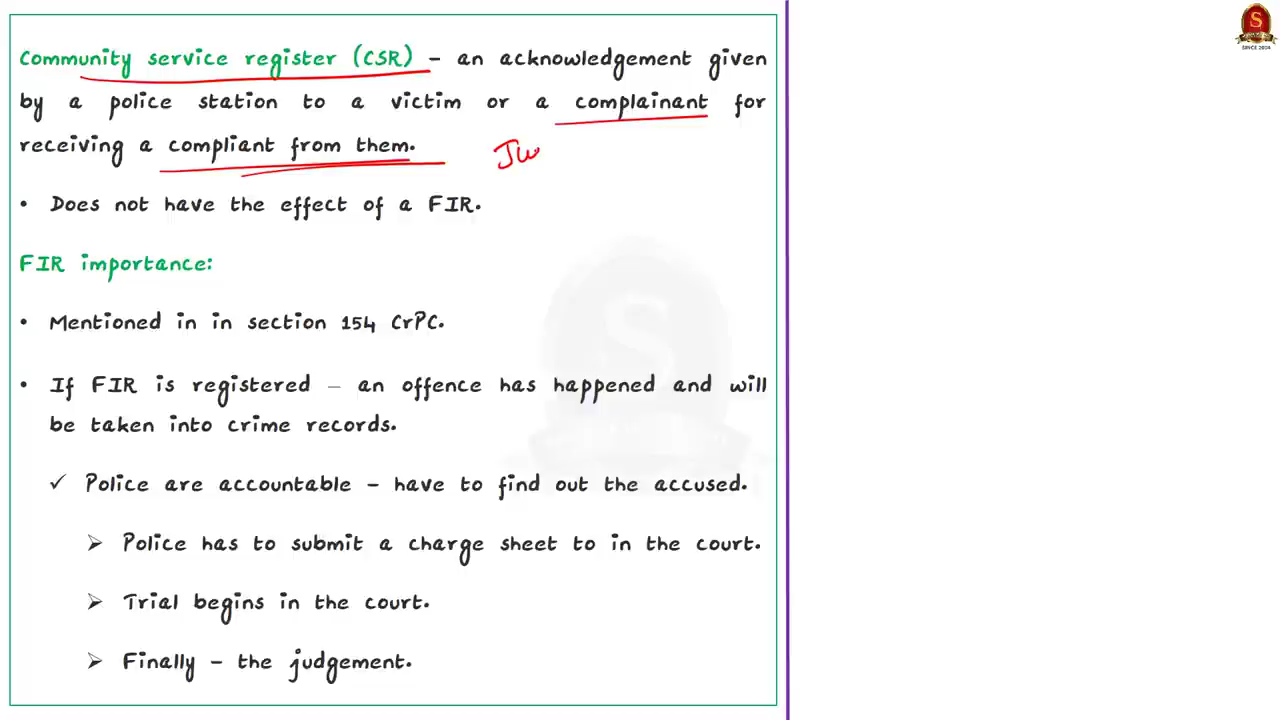 Community service register (CSR) - an acknowledgement given
by a police station to a victim or a complainant for
receiving a compliant from them.
• Does not have the effect of a FIR.
FIR importance:
• Mentioned in in section 154 CrPC.
• If FIR is registered – an offence has happened and will
be taken into crime records.
✓ Police are accountable - have to find out the accused.
➢ Police has to submit a charge sheet to in the court.
➢ Trial begins in the court.
➢ Finally - the judgement.
S
SINCE 2004